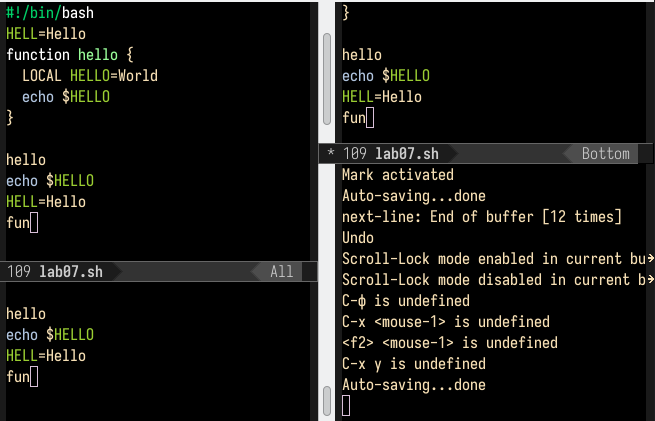 #!/bin/bash
HELL=Hello
function hello {
LOCAL HELLO=World
echo $HELLO
}
hello
echo $HELLO
HELL=Hello
fun
109 lab07.sh All
hello
echo $HELLO
HELL=Hello
fun
}
hello
echo $HELLO
HELL=Hello
fun
* 109 lab07.sh Bottom
Mark activated
Auto-saving...done
next-line: End of buffer [12 times]
Undo
Scroll-Lock mode enabled in current bu
Scroll-Lock mode disabled in current b
C-ф is undefined
C-x <mouse-1> is undefined
<f2> <mouse-1> is undefined
C-x y is undefined
Auto-saving...done